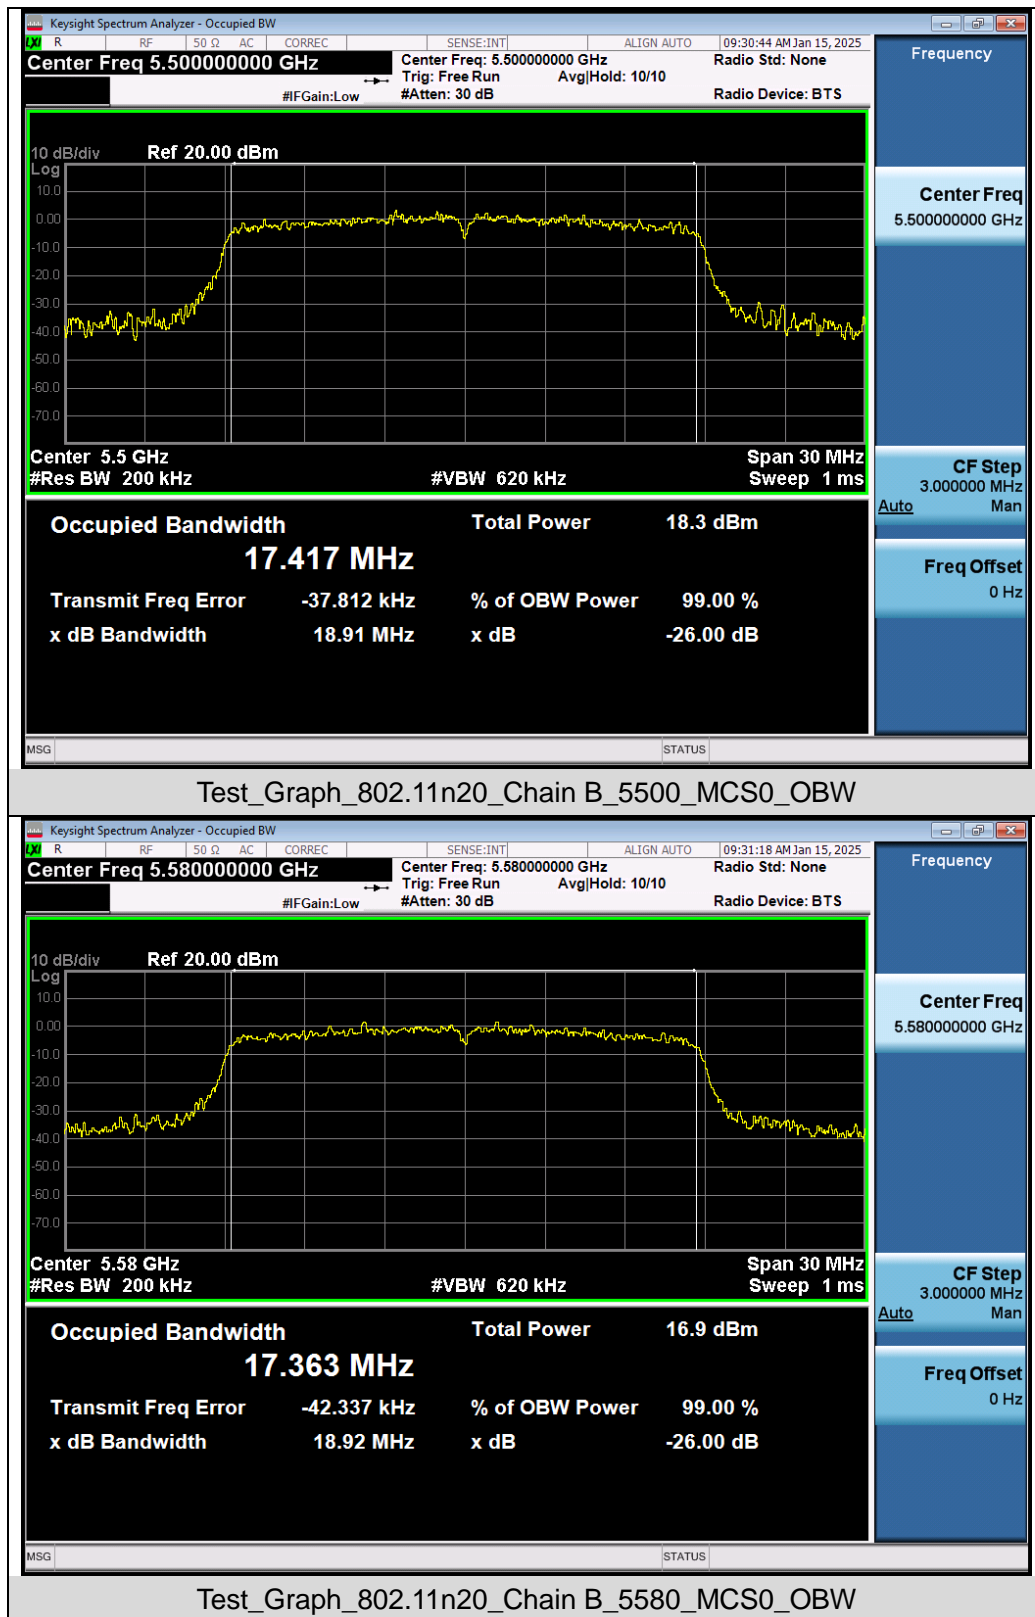 Keysight Spectrum Analyzer - Occupied BW
LXI R RF 50 Ω AC CORREC SENSE:INT ALIGN AUTO 09:30:44 AM Jan 15, 2025
Center Freq 5.500000000 GHz Center Freq: 5.500000000 GHz Radio Std: None
Trig: Free Run Avg|Hold: 10/10
#IFGain:Low #Atten: 30 dB Radio Device: BTS
10 dB/div Ref 20.00 dBm
Log
10.0
0.00
-10.0
-20.0
-30.0
-40.0
-50.0
-60.0
-70.0
Center 5.5 GHz Span 30 MHz
#Res BW 200 kHz #VBW 620 kHz Sweep 1 ms
Occupied Bandwidth Total Power 18.3 dBm
17.417 MHz
Transmit Freq Error -37.812 kHz % of OBW Power 99.00 %
x dB Bandwidth 18.91 MHz x dB -26.00 dB
MSG STATUS
Frequency
Center Freq
5.500000000 GHz
CF Step
3.000000 MHz
Auto Man
Freq Offset
0 Hz
Test_Graph_802.11n20_Chain B_5500_MCS0_OBW
Keysight Spectrum Analyzer - Occupied BW
LXI R RF 50 Ω AC CORREC SENSE:INT ALIGN AUTO 09:31:18 AM Jan 15, 2025
Center Freq 5.580000000 GHz Center Freq: 5.580000000 GHz Radio Std: None
Trig: Free Run Avg|Hold: 10/10
#IFGain:Low #Atten: 30 dB Radio Device: BTS
10 dB/div Ref 20.00 dBm
Log
10.0
0.00
-10.0
-20.0
-30.0
-40.0
-50.0
-60.0
-70.0
Center 5.58 GHz Span 30 MHz
#Res BW 200 kHz #VBW 620 kHz Sweep 1 ms
Occupied Bandwidth Total Power 16.9 dBm
17.363 MHz
Transmit Freq Error -42.337 kHz % of OBW Power 99.00 %
x dB Bandwidth 18.92 MHz x dB -26.00 dB
MSG STATUS
Frequency
Center Freq
5.580000000 GHz
CF Step
3.000000 MHz
Auto Man
Freq Offset
0 Hz
Test_Graph_802.11n20_Chain B_5580_MCS0_OBW